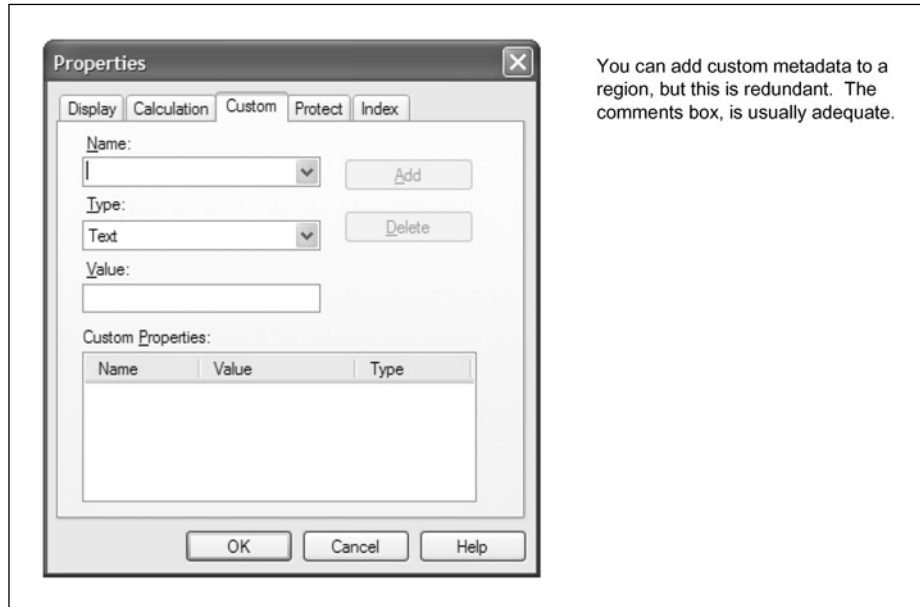 Properties
Display Calculation Custom Protect Index
Name:
Add
Type:
Text
Delete
Value:
Custom Properties:
Name Value Type
OK Cancel Help
You can add custom metadata to a
region, but this is redundant. The
comments box, is usually adequate.